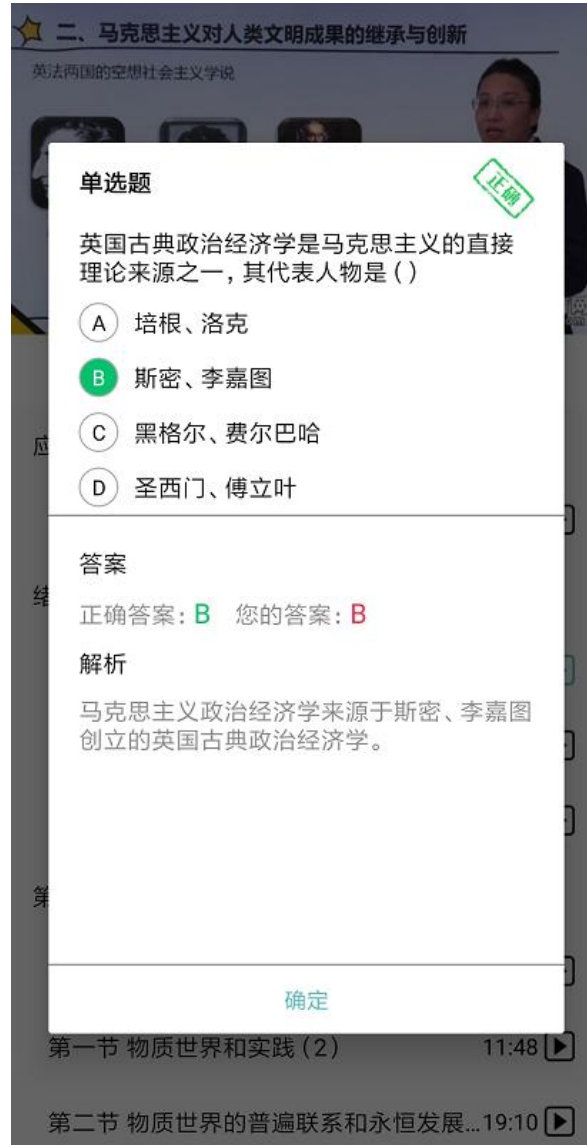 二、马克思主义对人类文明成果的继承与创新
英法两国的空想社会主义学说
单选题
正确
英国古典政治经济学是马克思主义的直接
理论来源之一，其代表人物是（）
A 培根、洛克
B 斯密、李嘉图
C 黑格尔、费尔巴哈
D 圣西门、傅立叶
应
答案
绪
正确答案：B 您的答案：B
解析
马克思主义政治经济学来源于斯密、李嘉图
创立的英国古典政治经济学。
第
确定
第一节 物质世界和实践（2） 11:48
第二节 物质世界的普遍联系和永恒发展...19:10